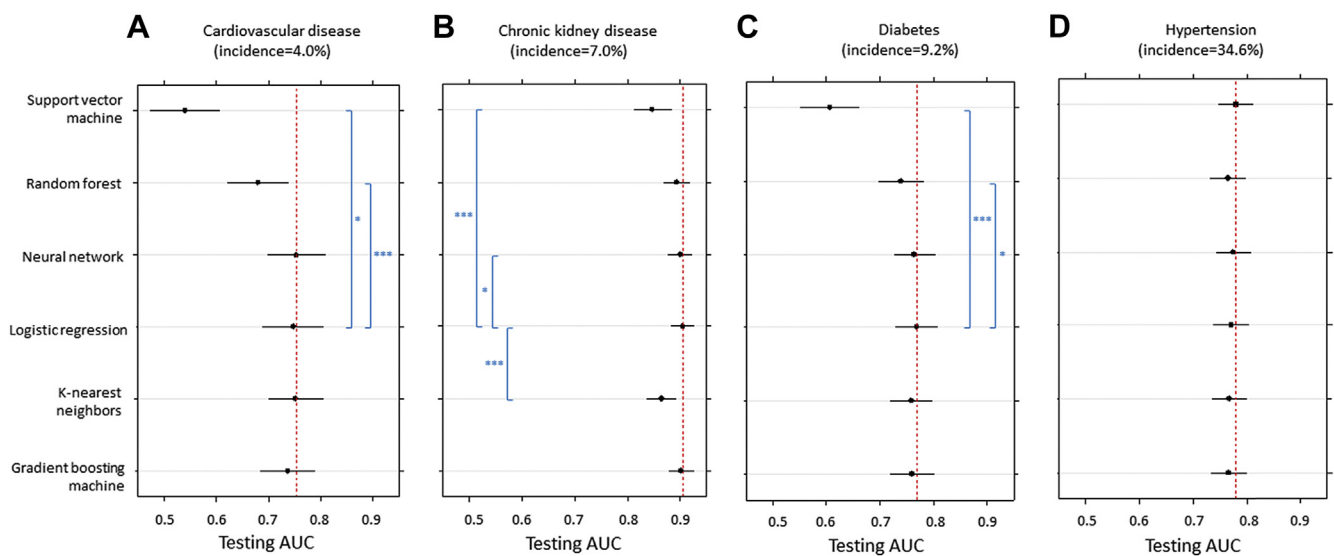 A
Cardiovascular disease
(incidence=4.0%)
B
Chronic kidney disease
(incidence=7.0%)
C
Diabetes
(incidence=9.2%)
D
Hypertension
(incidence=34.6%)
Support vector
machine
Random forest
Neural network
Logistic regression
K-nearest
neighbors
Gradient boosting
machine
*
***
***
*
***
***
*
0.5 0.6 0.7 0.8 0.9
Testing AUC
0.5 0.6 0.7 0.8 0.9
Testing AUC
0.5 0.6 0.7 0.8 0.9
Testing AUC
0.5 0.6 0.7 0.8 0.9
Testing AUC